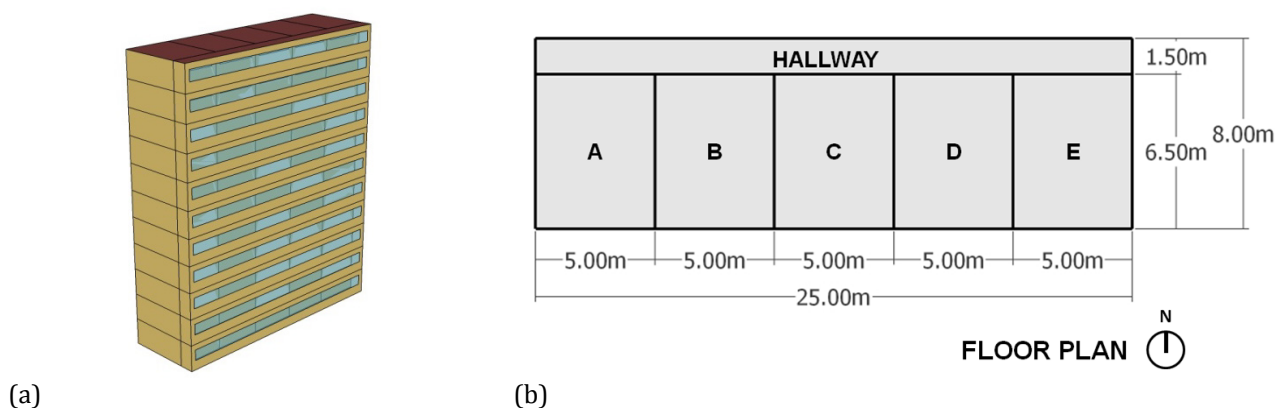 HALLWAY
1.50m
A B C D E
6.50m
8.00m
5.00m 5.00m 5.00m 5.00m 5.00m
25.00m
N
FLOOR PLAN
(a) (b)